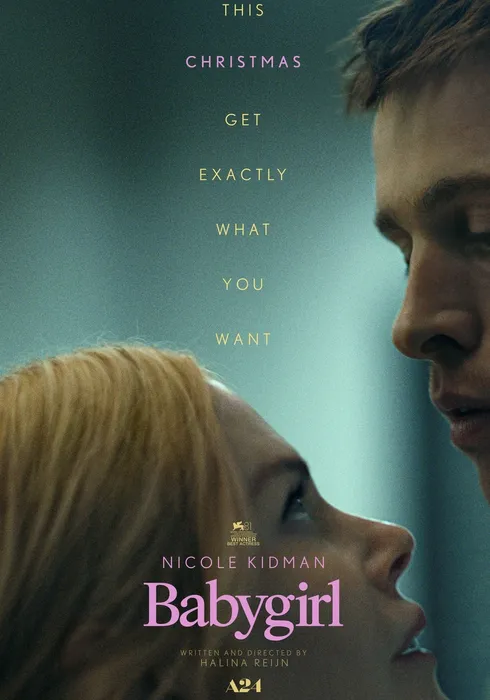 THIS
CHRISTMAS
GET
EXACTLY
WHAT
YOU
WANT
WINNER
BEST ACTRESS
NICOLE KIDMAN
Babygirl
WRITTEN AND DIRECTED BY
HALINA REIJN
A24